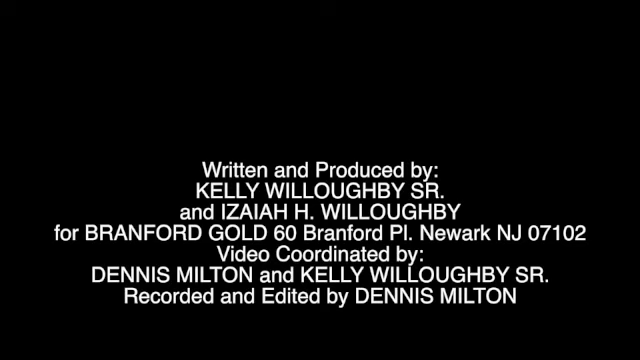 Written and Produced by:
KELLY WILLOUGHBY SR.
and IZAIAH H. WILLOUGHBY
for BRANFORD GOLD 60 Branford Pl. Newark NJ 07102
Video Coordinated by:
DENNIS MILTON and KELLY WILLOUGHBY SR.
Recorded and Edited by DENNIS MILTON